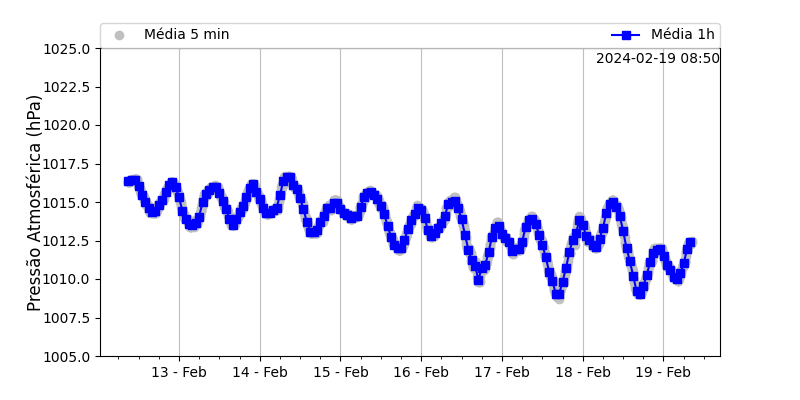 Média 5 min
Média 1h
2024-02-19 08:50
Pressão Atmosférica (hPa)
1025.0
1022.5
1020.0
1017.5
1015.0
1012.5
1010.0
1007.5
1005.0
13 - Feb
14 - Feb
15 - Feb
16 - Feb
17 - Feb
18 - Feb
19 - Feb